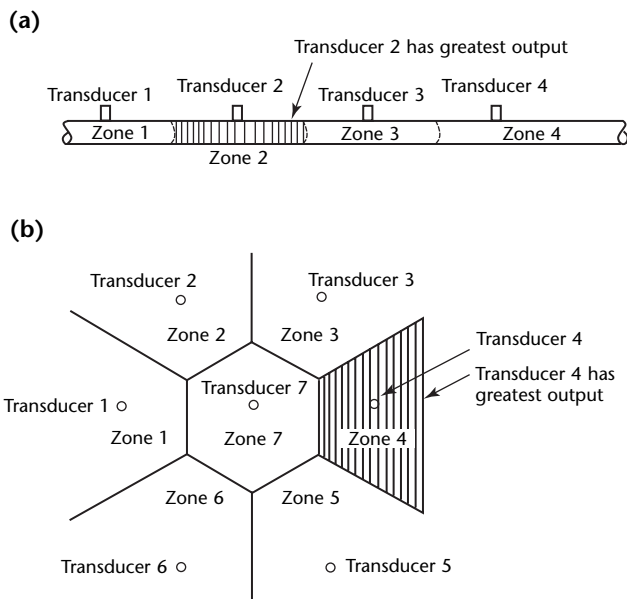 (a)
Transducer 2 has greatest output
Transducer 1
Transducer 2
Transducer 3
Transducer 4
Zone 1
Zone 2
Zone 3
Zone 4
(b)
Transducer 2
Transducer 3
Zone 2
Zone 3
Transducer 4
Transducer 4 has
greatest output
Transducer 7
Transducer 1
Zone 1
Zone 7
Zone 4
Zone 6
Zone 5
Transducer 6
Transducer 5